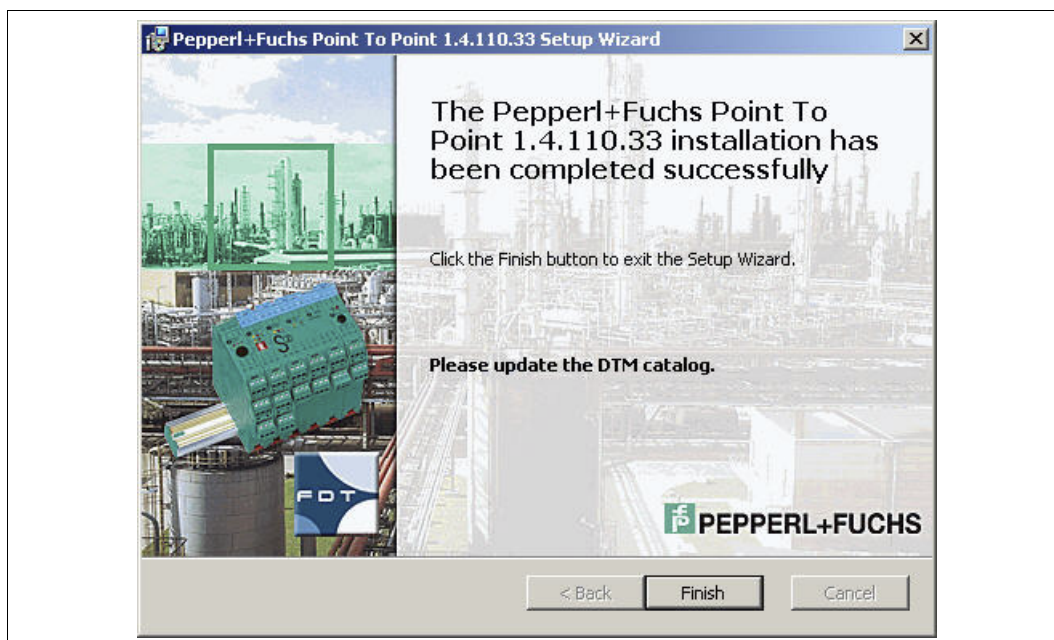 Pepperl+Fuchs Point To Point 1.4.110.33 Setup Wizard
The Pepperl+Fuchs Point To
Point 1.4.110.33 installation has
been completed successfully
Click the Finish button to exit the Setup Wizard.
Please update the DTM catalog.
FDT
PEPPERL+FUCHS
< Back
Finish
Cancel